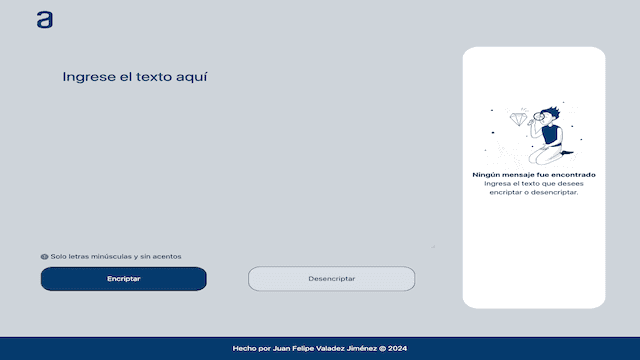 a
Ingrese el texto aquí
Ningún mensaje fue encontrado
Ingresa el texto que desees
encriptar o desencriptar.
Solo letras minúsculas y sin acentos
Encriptar
Desencriptar
Hecho por Juan Felipe Valadez Jiménez © 2024